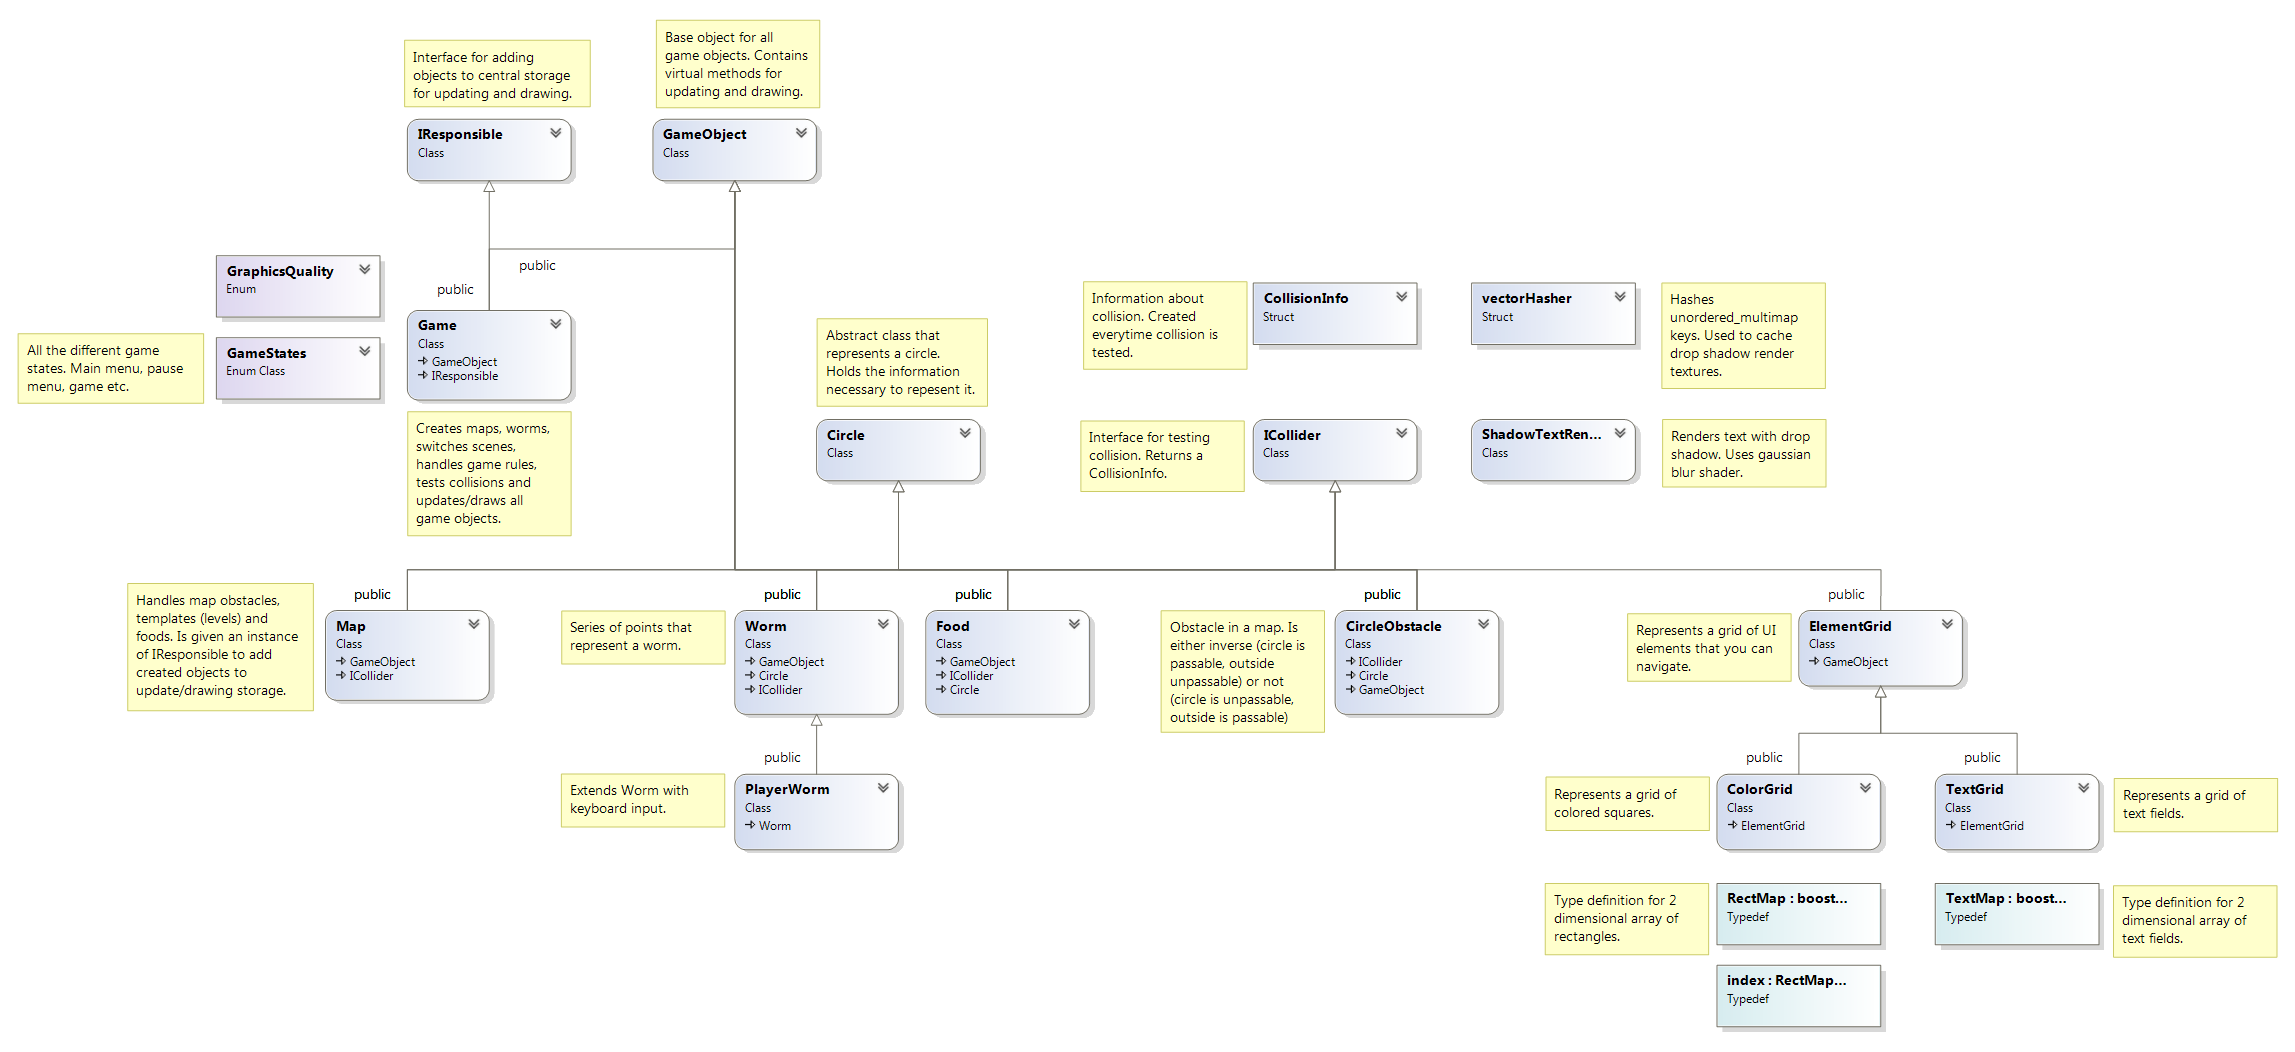 Interface for adding
objects to central storage
for updating and drawing.
Base object for all
game objects. Contains
virtual methods for
updating and drawing.
IResponsible
Class
GameObject
Class
public
public
GraphicsQuality
Enum
All the different game
states. Main menu, pause
menu, game etc.
GameStates
Enum Class
Game
Class
GameObject
IResponsible
Creates maps, worms,
switches scenes,
handles game rules,
tests collisions and
updates/draws all
game objects.
Abstract class that
represents a circle.
Holds the information
necessary to repesent it.
Circle
Class
Information about
collision. Created
everytime collision is
tested.
CollisionInfo
Struct
vectorHasher
Struct
Hashes
unordered_multimap
keys. Used to cache
drop shadow render
textures.
Interface for testing
collision. Returns a
CollisionInfo.
ICollider
Class
ShadowTextRen...
Class
Renders text with drop
shadow. Uses gaussian
blur shader.
Handles map obstacles,
templates (levels) and
foods. Is given an instance
of IResponsible to add
created objects to
update/drawing storage.
public
Map
Class
GameObject
ICollider
Series of points that
represent a worm.
public
Worm
Class
GameObject
Circle
ICollider
public
Food
Class
GameObject
ICollider
Circle
Obstacle in a map. Is
either inverse (circle is
passable, outside
unpassable) or not
(circle is unpassable,
outside is passable)
public
CircleObstacle
Class
ICollider
Circle
GameObject
Represents a grid of UI
elements that you can
navigate.
public
ElementGrid
Class
GameObject
Extends Worm with
keyboard input.
public
PlayerWorm
Class
Worm
Represents a grid of
colored squares.
public
ColorGrid
Class
ElementGrid
public
TextGrid
Class
ElementGrid
Represents a grid of
text fields.
Type definition for 2
dimensional array of
rectangles.
RectMap : boost...
Typedef
TextMap : boost...
Typedef
Type definition for 2
dimensional array of
text fields.
index : RectMap...
Typedef